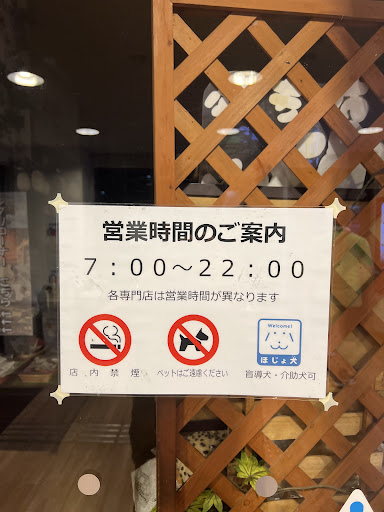 営業時間のご案内
7：00～22：00
各専門店は営業時間が異なります
店内禁煙
ペットはご遠慮ください
Welcome!
ほじょ犬
盲導犬・介助犬可